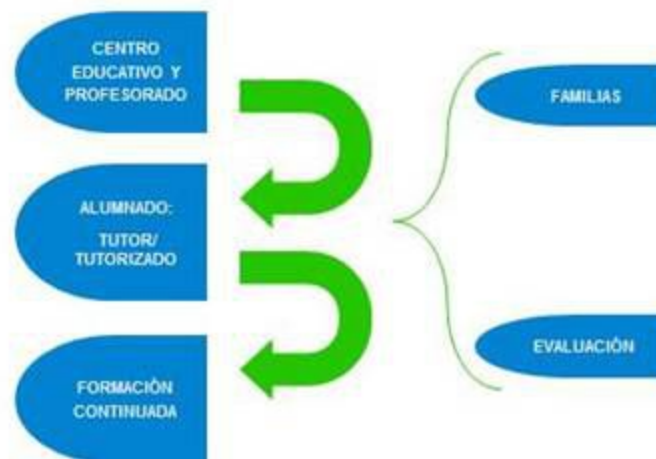 CENTRO
EDUCATIVO Y
PROFESORADO
ALUMNADO:
TUTOR/
TUTORIZADO
FORMACIÓN
CONTINUADA
FAMILIAS
EVALUACIÓN